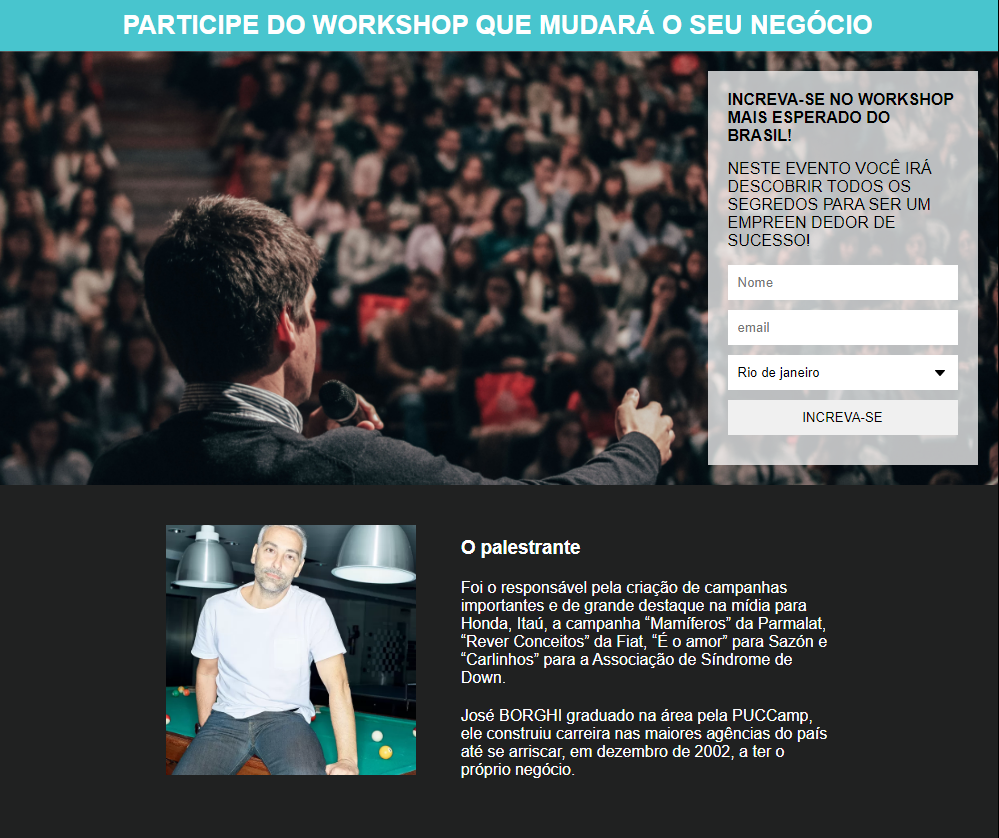 PARTICIPE DO WORKSHOP QUE MUDARÁ O SEU NEGÓCIO
INCREVA-SE NO WORKSHOP
MAIS ESPERADO DO
BRASIL!
NESTE EVENTO VOCÊ IRÁ
DESCOBRIR TODOS OS
SEGREDOS PARA SER UM
EMPREEN DEDOR DE
SUCESSO!
Nome
email
Rio de janeiro
INCREVA-SE
O palestrante
Foi o responsável pela criação de campanhas
importantes e de grande destaque na mídia para
Honda, Itaú, a campanha “Mamíferos” da Parmalat,
“Rever Conceitos” da Fiat, “É o amor” para Sazón e
“Carlinhos” para a Associação de Síndrome de
Down.
José BORGHI graduado na área pela PUCCamp,
ele construiu carreira nas maiores agências do país
até se arriscar, em dezembro de 2002, a ter o
próprio negócio.